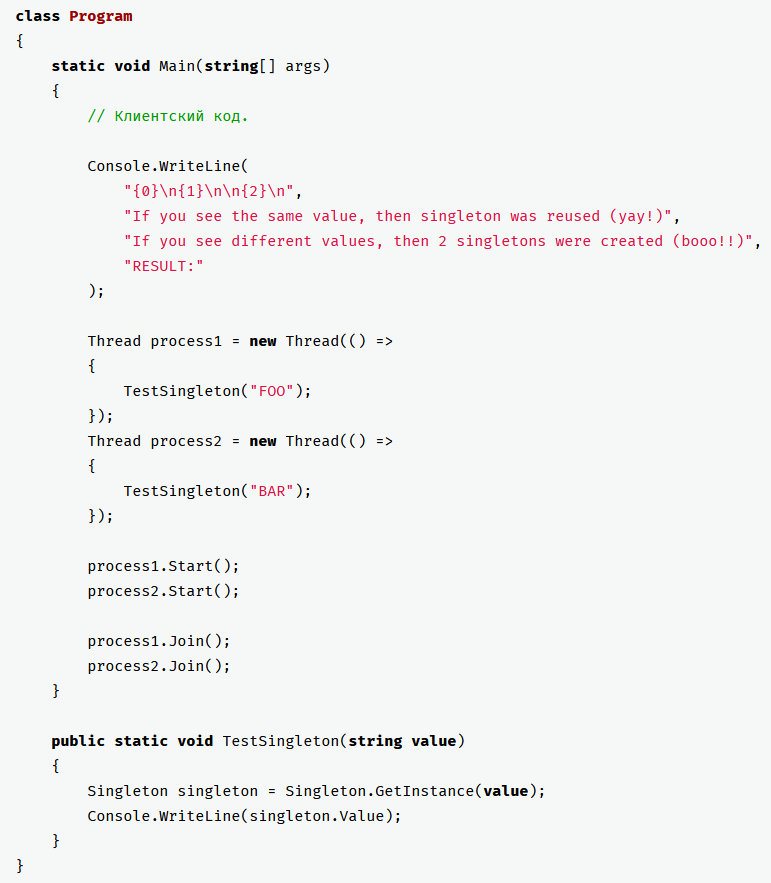 class Program
{
    static void Main(string[] args)
    {
        // Клиентский код.

        Console.WriteLine(
            "{0}\n{1}\n\n{2}\n",
            "If you see the same value, then singleton was reused (yay!)",
            "If you see different values, then 2 singletons were created (booo!!)",
            "RESULT:"
        );

        Thread process1 = new Thread(() =>
        {
            TestSingleton("FOO");
        });
        Thread process2 = new Thread(() =>
        {
            TestSingleton("BAR");
        });

        process1.Start();
        process2.Start();

        process1.Join();
        process2.Join();
    }

    public static void TestSingleton(string value)
    {
        Singleton singleton = Singleton.GetInstance(value);
        Console.WriteLine(singleton.Value);
    }
}